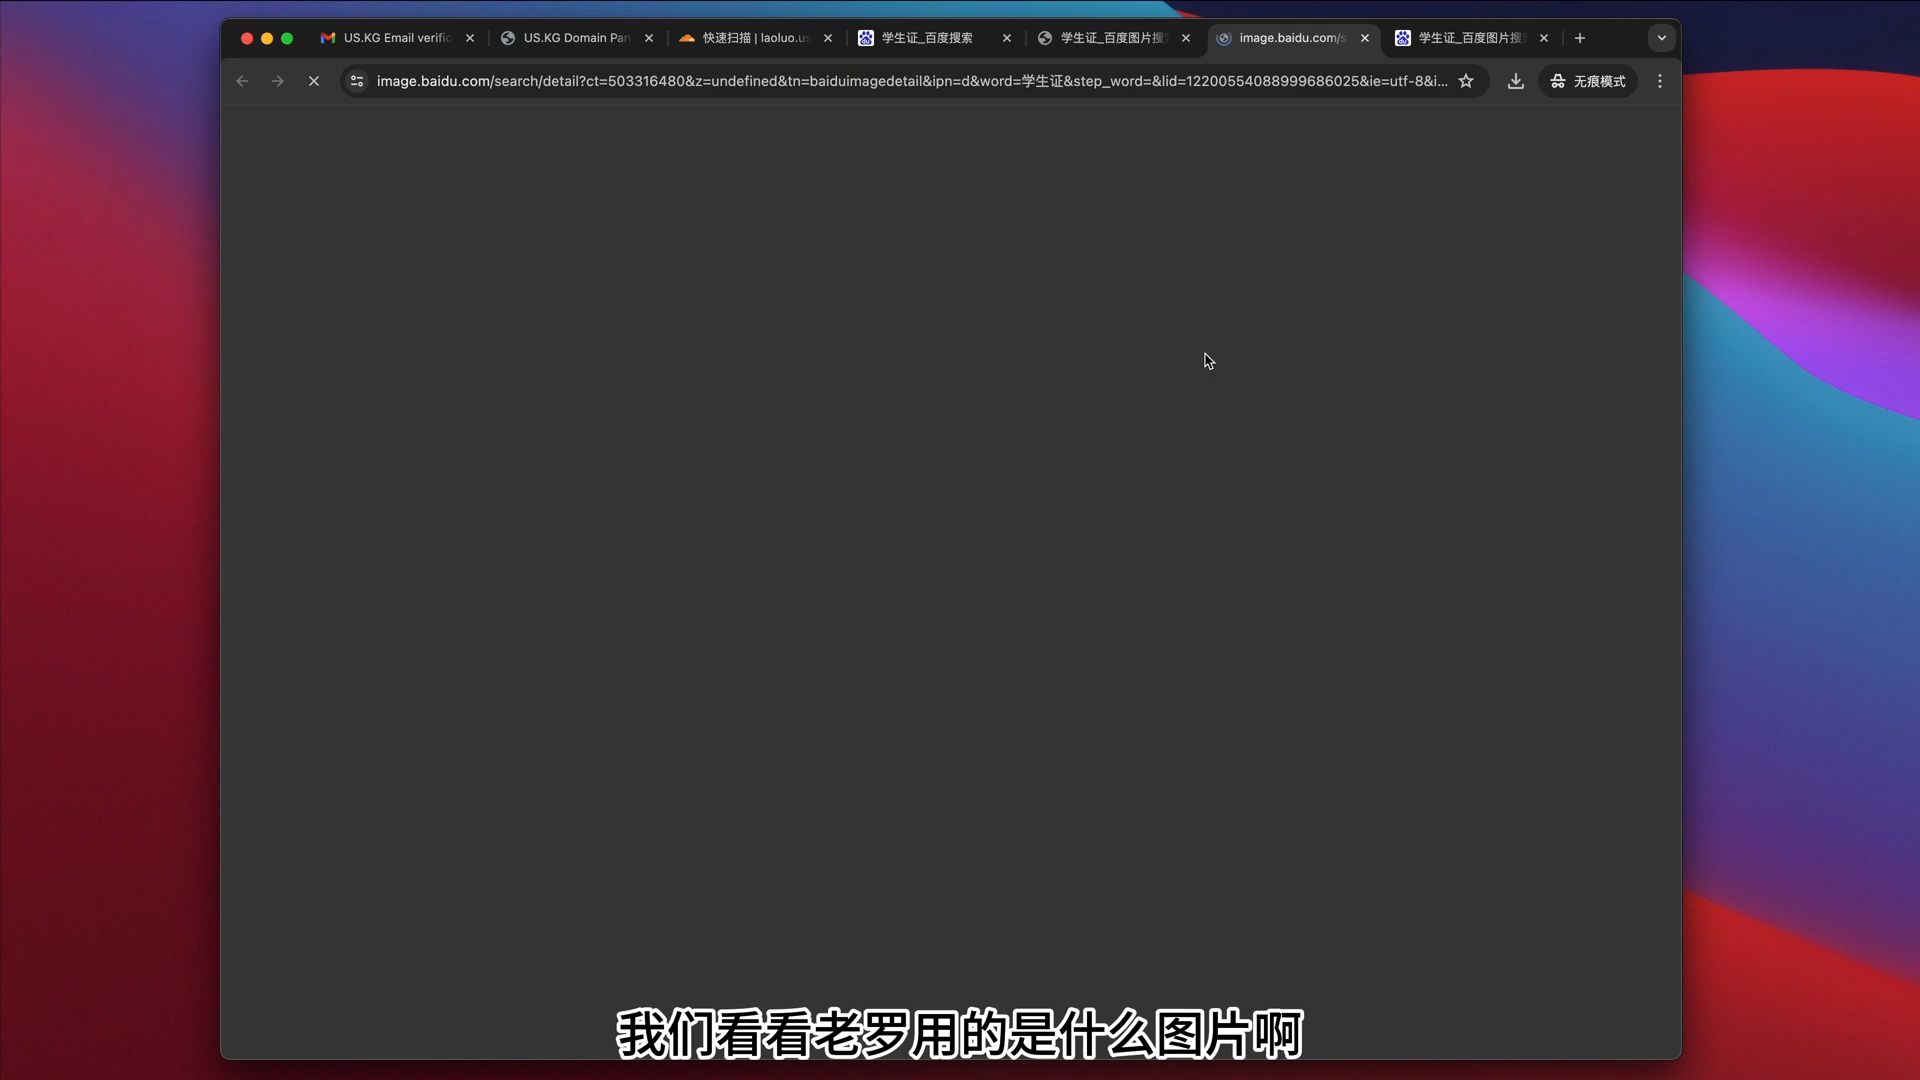 US.KG Email verific
US.KG Domain Pan
快速扫描 | laoluo.us
学生证_百度搜索
学生证_百度图片搜
image.baidu.com/s
学生证_百度图片搜
image.baidu.com/search/detail?ct=503316480&z=undefined&tn=baiduimagedetail&ipn=d&word=学生证&step_word=&lid=12200554088999686025&ie=utf-8&i...
无痕模式
我们看看老罗用的是什么图片啊